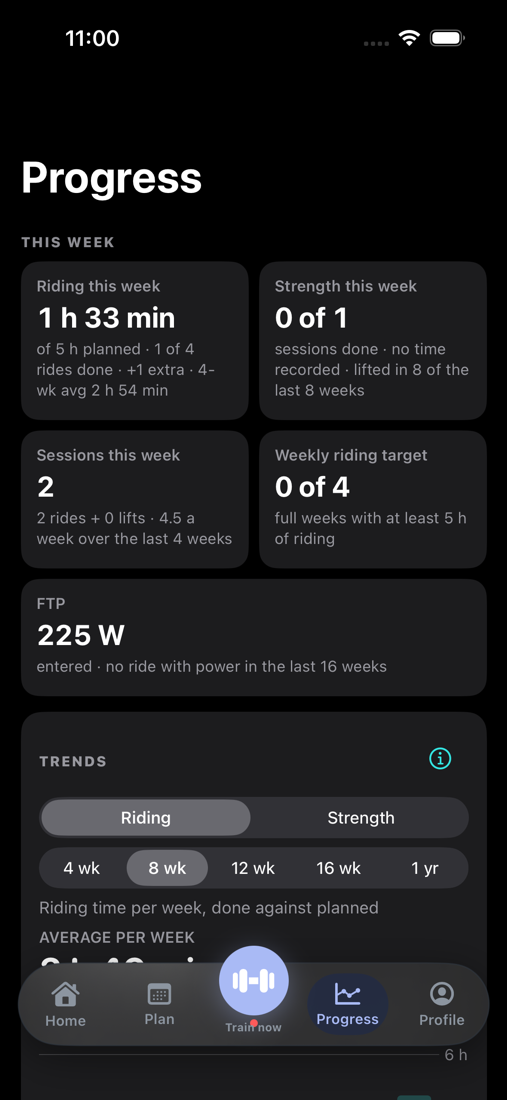 11:00
Progress
THIS WEEK
Riding this week
1 h 33 min
of 5 h planned · 1 of 4
rides done · +1 extra · 4-
wk avg 2 h 54 min
Strength this week
0 of 1
sessions done · no time
recorded · lifted in 8 of the
last 8 weeks
Sessions this week
2
2 rides + 0 lifts · 4.5 a
week over the last 4 weeks
Weekly riding target
0 of 4
full weeks with at least 5 h
of riding
FTP
225 W
entered · no ride with power in the last 16 weeks
TRENDS
Riding
Strength
4 wk
8 wk
12 wk
16 wk
1 yr
Riding time per week, done against planned
AVERAGE PER WEEK
Home
Plan
Train now
Progress
Profile
6 h